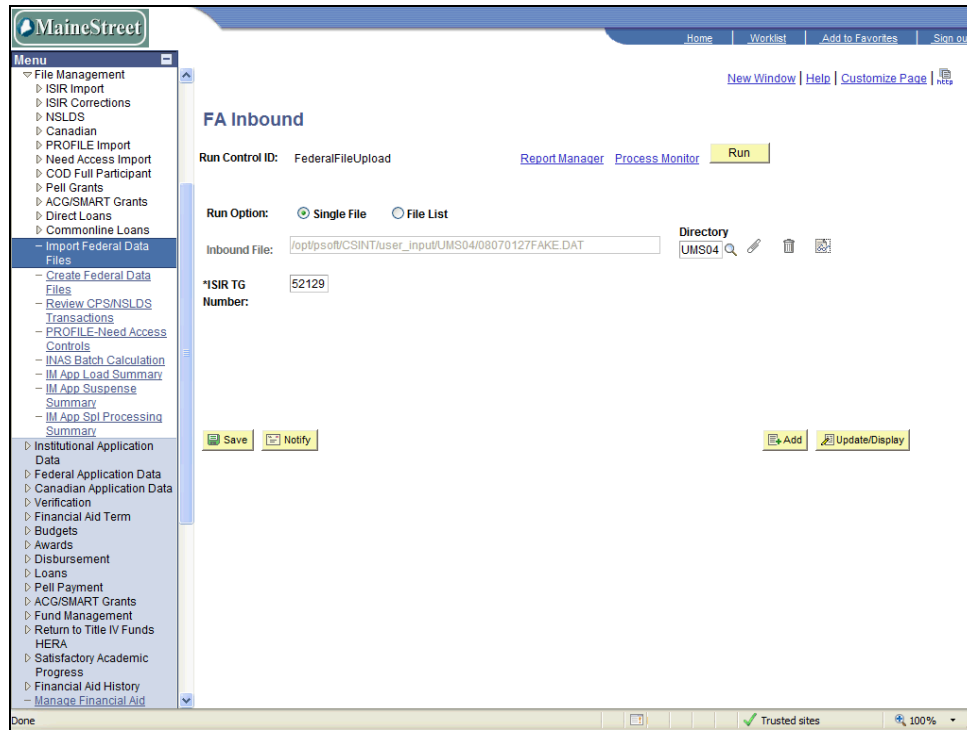 MaineStreet
Home
Worklist
Add to Favorites
Sign ou
Menu
File Management
ISIR Import
ISIR Corrections
NSLDS
Canadian
PROFILE Import
Need Access Import
COD Full Participant
Pell Grants
ACG/SMART Grants
Direct Loans
Commonline Loans
Import Federal Data
Files
Create Federal Data
Files
Review CPS/NSLDS
Transactions
PROFILE-Need Access
Controls
INAS Batch Calculation
IM App Load Summary
IM App Suspense
Summary
IM App Spl Processing
Summary
Institutional Application
Data
Federal Application Data
Canadian Application Data
Verification
Financial Aid Term
Budgets
Awards
Disbursement
Loans
Pell Payment
ACG/SMART Grants
Fund Management
Return to Title IV Funds
HERA
Satisfactory Academic
Progress
Financial Aid History
Manage Financial Aid
New Window | Help | Customize Page |
http
FA Inbound
Run Control ID: FederalFileUpload Report Manager Process Monitor Run
Run Option: Single File File List
Directory
Inbound File: /opt/psoft/CSINT/user_input/UMS04/08070127FAKE.DAT UMS04
*ISIR TG 52129
Number:
Save Notify Add Update/Display
Done Trusted sites 100%